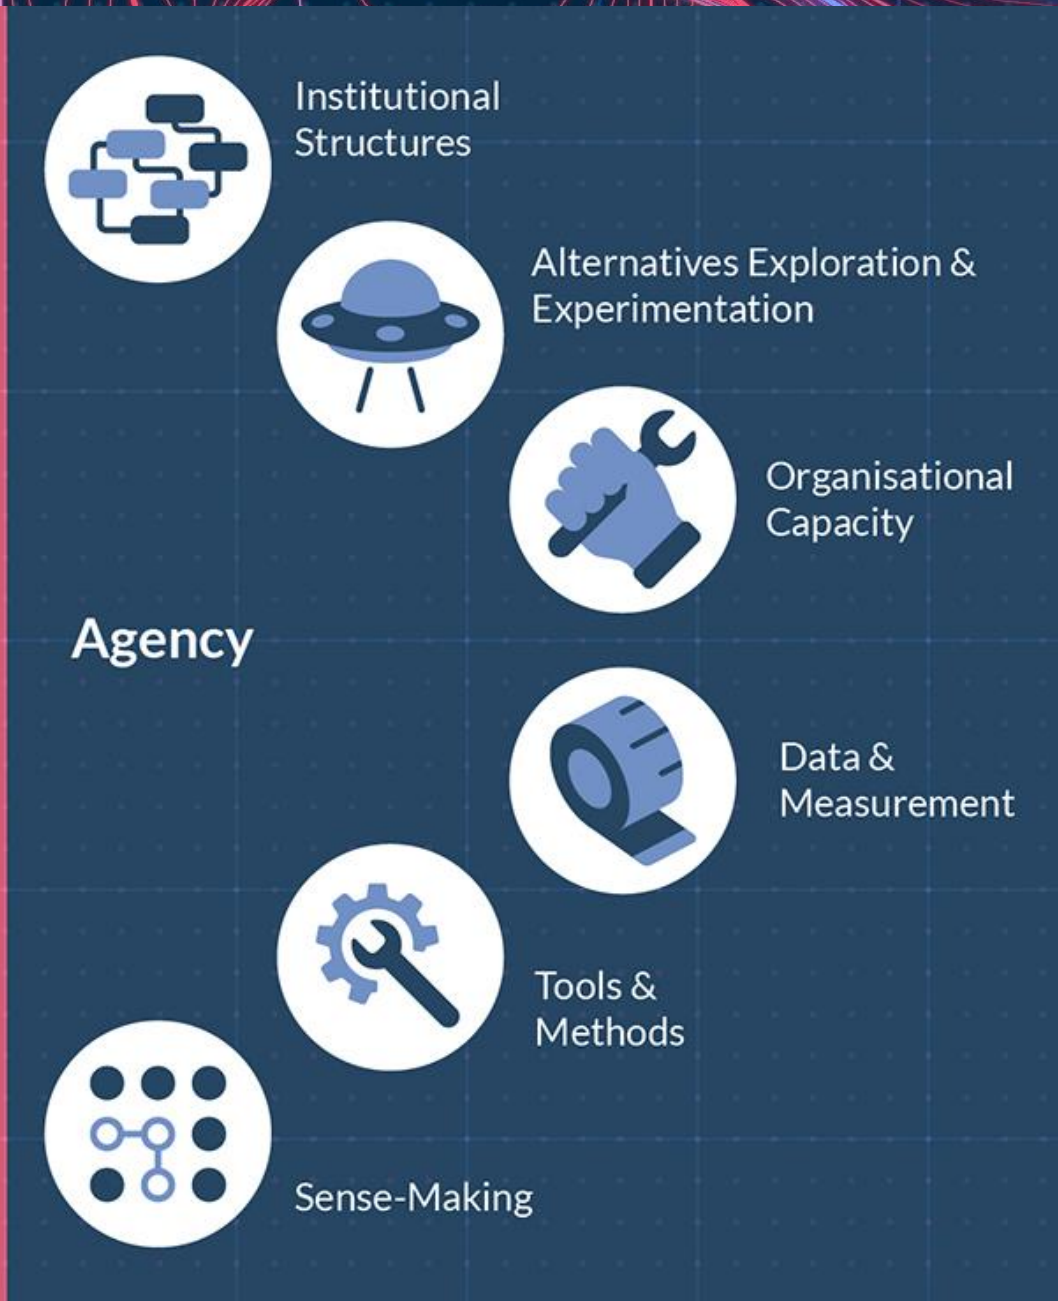 Institutional
Structures
Alternatives Exploration &
Experimentation
Organisational
Capacity
Agency
Data &
Measurement
Tools &
Methods
Sense-Making